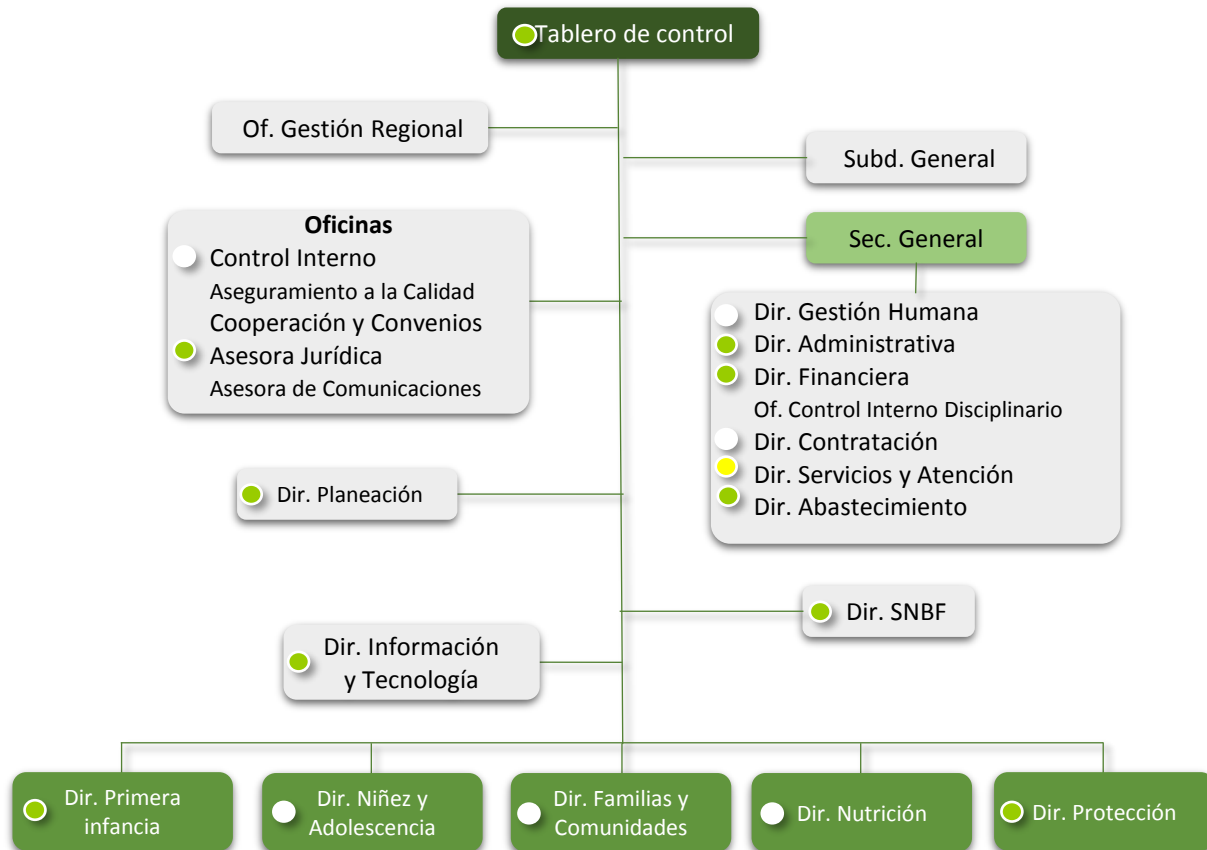 Tablero de control
Of. Gestión Regional
Subd. General
Oficinas
Control Interno
Aseguramiento a la Calidad
Cooperación y Convenios
Asesora Jurídica
Asesora de Comunicaciones
Sec. General
Dir. Gestión Humana
Dir. Administrativa
Dir. Financiera
Of. Control Interno Disciplinario
Dir. Contratación
Dir. Servicios y Atención
Dir. Abastecimiento
Dir. Planeación
Dir. SNBF
Dir. Información
y Tecnología
Dir. Primera
infancia
Dir. Niñez y
Adolescencia
Dir. Familias y
Comunidades
Dir. Nutrición
Dir. Protección